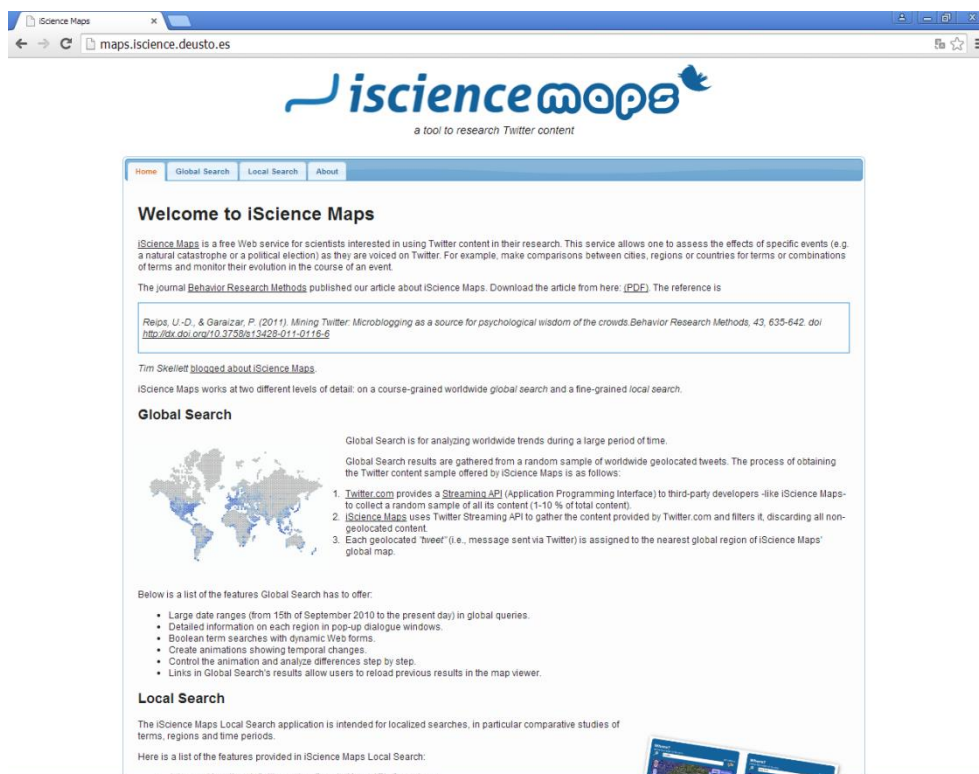 iScience Maps
maps.iscience.deusto.es
isciencemaps
a tool to research Twitter content
Home Global Search Local Search About
Welcome to iScience Maps
iScience Maps is a free Web service for scientists interested in using Twitter content in their research. This service allows one to assess the effects of specific events (e.g.
a natural catastrophe or a political election) as they are voiced on Twitter. For example, make comparisons between cities, regions or countries for terms or combinations
of terms and monitor their evolution in the course of an event.
The journal Behavior Research Methods published our article about iScience Maps. Download the article from here: (PDF). The reference is
Reips, U.-D., & Garaizar, P. (2011). Mining Twitter: Microblogging as a source for psychological wisdom of the crowds.Behavior Research Methods, 43, 635-642. doi
http://dx.doi.org/10.3758/s13428-011-0116-6
Tim Skellett blogged about iScience Maps.
iScience Maps works at two different levels of detail: on a course-grained worldwide global search and a fine-grained local search.
Global Search
Global Search is for analyzing worldwide trends during a large period of time.
Global Search results are gathered from a random sample of worldwide geolocated tweets. The process of obtaining
the Twitter content sample offered by iScience Maps is as follows:
1. Twitter.com provides a Streaming API (Application Programming Interface) to third-party developers -like iScience Maps-
to collect a random sample of all its content (1-10 % of total content).
2. iScience Maps uses Twitter Streaming API to gather the content provided by Twitter.com and filters it, discarding all non-
geolocated content.
3. Each geolocated "tweet" (i.e., message sent via Twitter) is assigned to the nearest global region of iScience Maps'
global map.
Below is a list of the features Global Search has to offer:
• Large date ranges (from 15th of September 2010 to the present day) in global queries.
• Detailed information on each region in pop-up dialogue windows.
• Boolean term searches with dynamic Web forms.
• Create animations showing temporal changes.
• Control the animation and analyze differences step by step.
• Links in Global Search's results allow users to reload previous results in the map viewer.
Local Search
The iScience Maps Local Search application is intended for localized searches, in particular comparative studies of
terms, regions and time periods.
Here is a list of the features provided in iScience Maps Local Search: